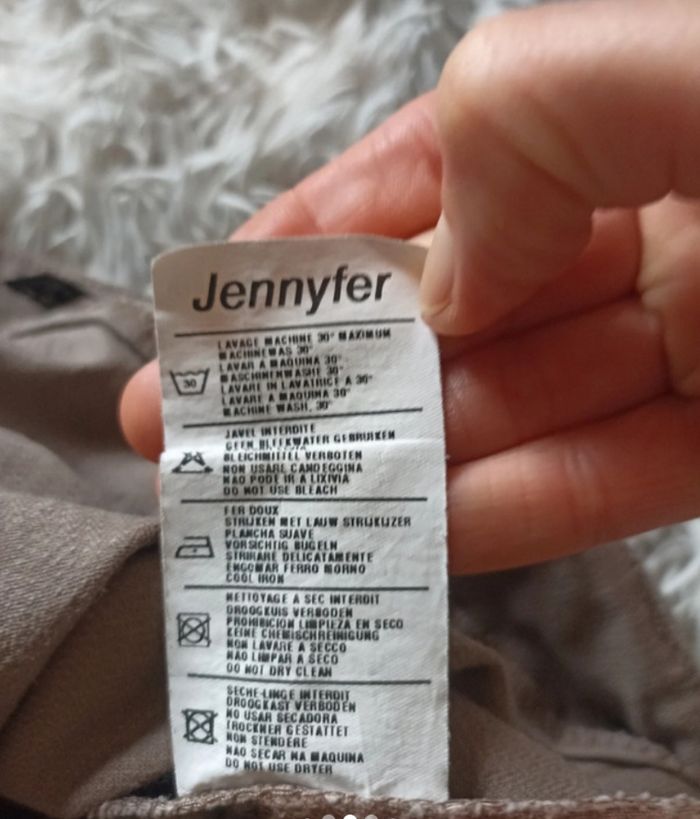 Jennyfer
LAVAGE MACHINE 30° MAXIMUM
MACHINEWAS 30°
LAVAR A MAQUINA 30°
MASCHINENWASHE 30°
LAVARE IN LAVATRICE A 30°
LAVARE A MAQUINA 30°
MACHINE WASH, 30°
30
JAVEL INTERDITE
GEEN BLEEKWATER GEBRUIKEN
BLEICHMITTEL VERBOTEN
NON USARE CANDEGGINA
NAO PODE IR A LIXIVIA
DO NOT USE BLEACH
FER DOUX
STRIJKEN MET LAUW STRIJKIJZER
PLANCHA SUAVE
VORSICHTIG BUGELN
STRIRARE DELICATAMENTE
ENGOMAR FERRO MORNO
COOL IRON
NETTOYAGE A SEC INTERDIT
DROOGKUIS VERBODEN
PROHIBICION LIMPIEZA EN SECO
KEINE CHEMISCHREINIGUNG
NON LAVARE A SECCO
NÃO LIMPAR A SECO
DO NOT DRY CLEAN
SECHE-LINGE INTERDIT
DROOGKAST VERBODEN
NO USAR SECADORA
TROCKNER GESTATTET
NON STENDERE
NÃO SECAR NA MAQUINA
DO NOT USE DRYER